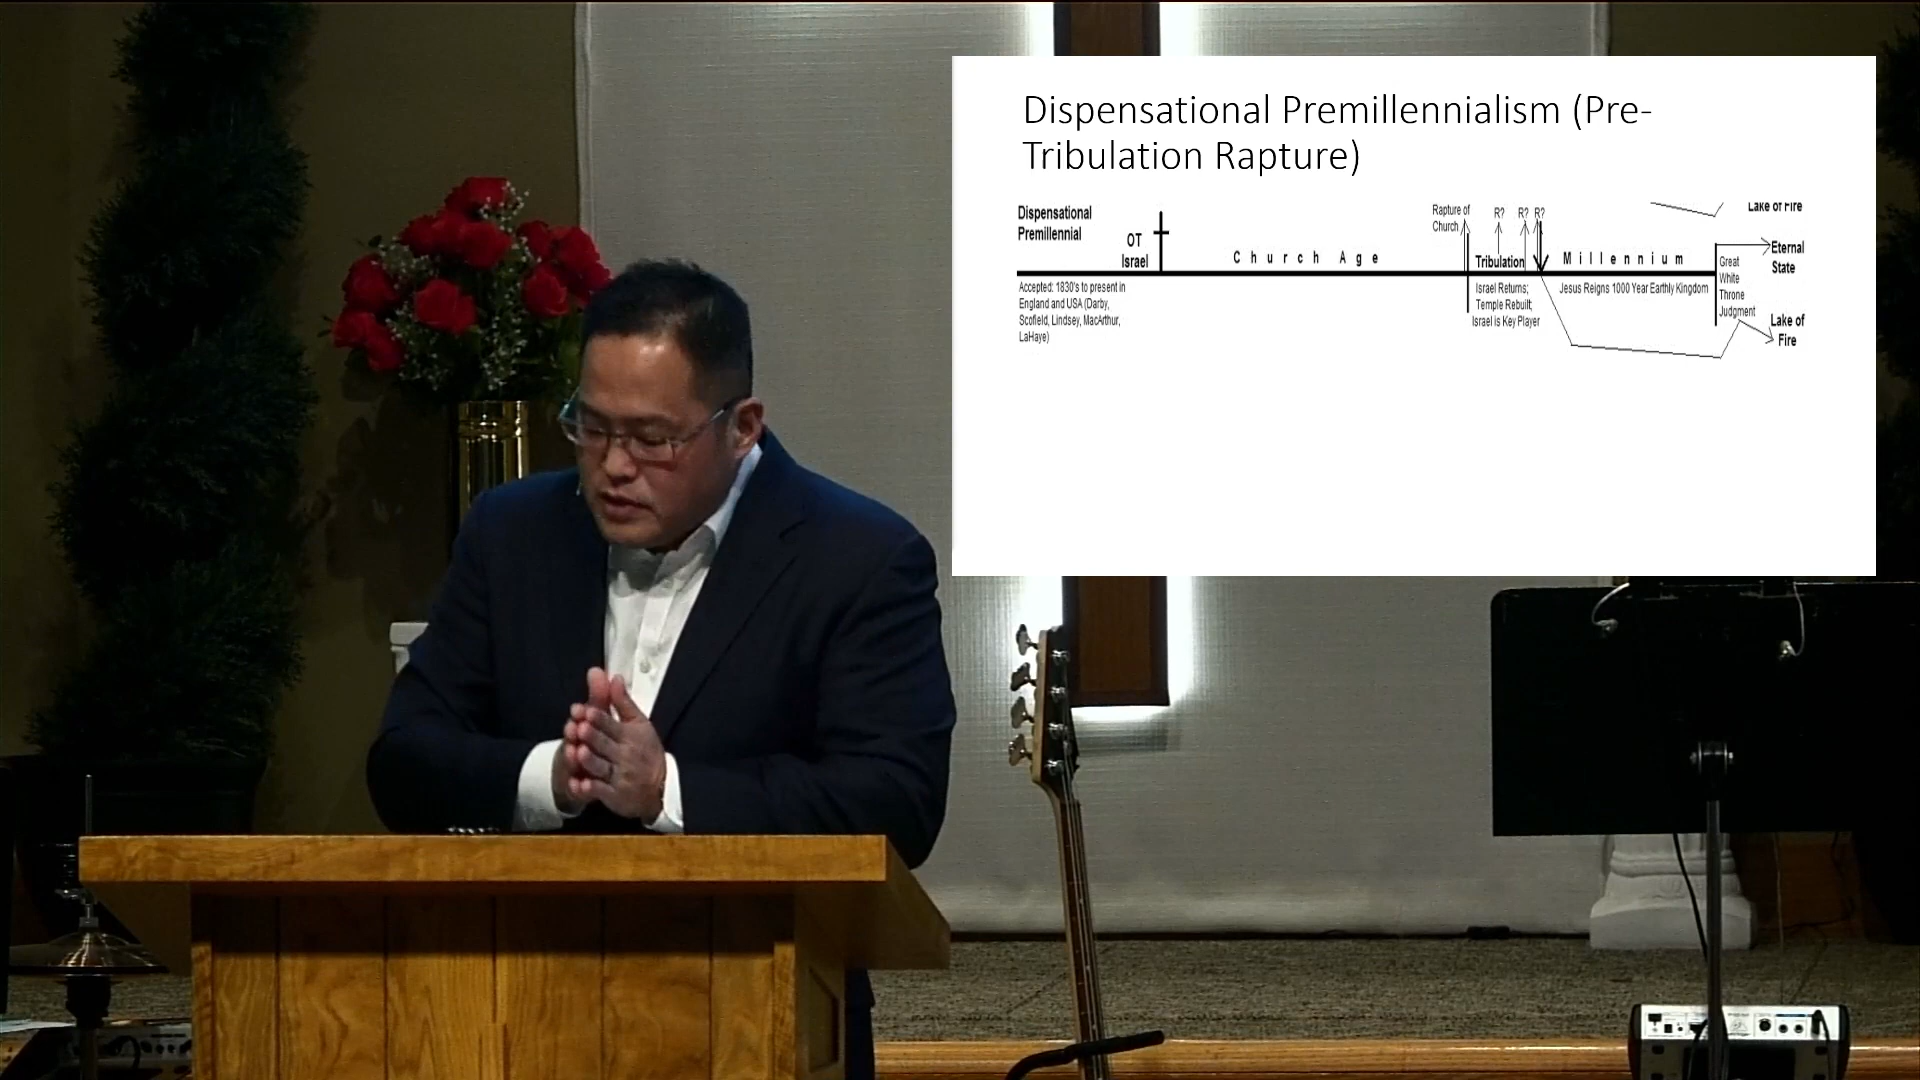 Dispensational Premillennialism (Pre-
Tribulation Rapture)
Dispensational
Premillennial
OT
Israel
Church Age
Rapture of
Church
R?
R?
R?
Tribulation
Millennium
Lake of Fire
Eternal
State
Great
White
Throne
Judgment
Lake of
Fire
Accepted: 1830's to present in
England and USA (Darby,
Scofield, Lindsey, MacArthur,
LaHaye)
Israel Returns;
Temple Rebuilt;
Israel is Key Player
Jesus Reigns 1000 Year Earthly Kingdom